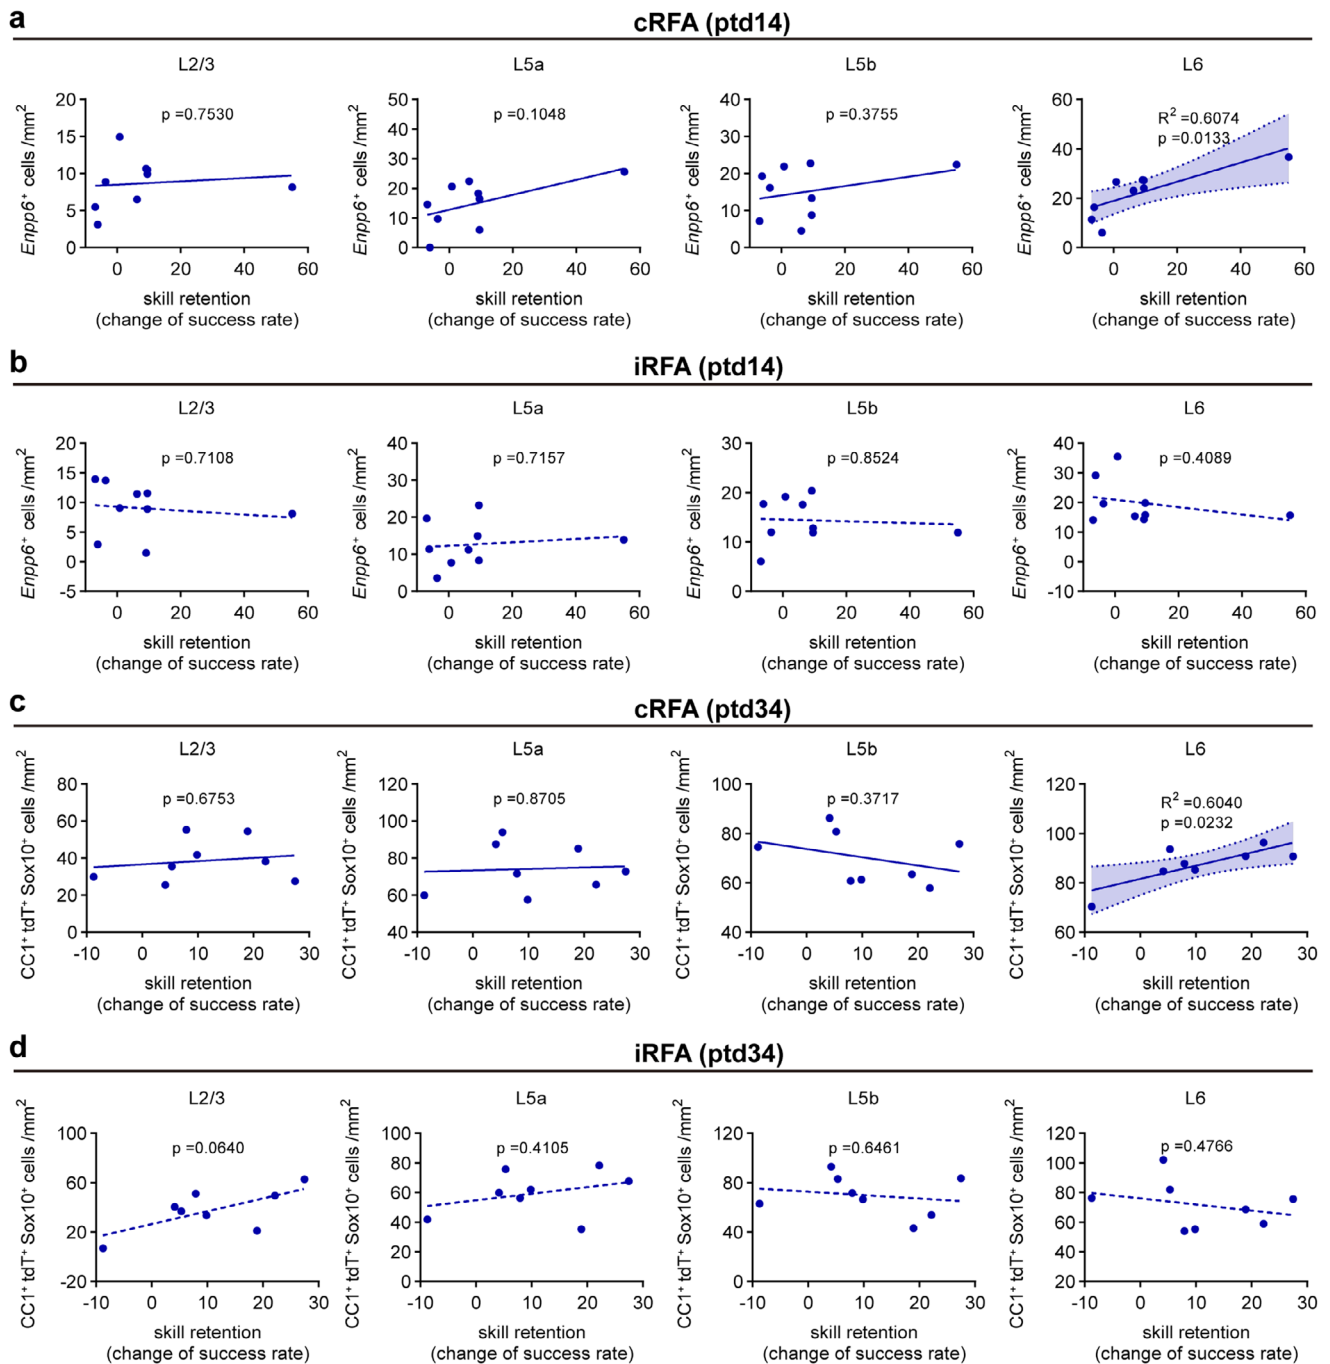 a
cRFA (ptd14)
L2/3
L5a
L5b
L6
Enpp6⁺ cells /mm²
20
15
10
5
0
p =0.7530
0 20 40 60
skill retention
(change of success rate)
Enpp6⁺ cells /mm²
50
40
30
20
10
0
p =0.1048
0 20 40 60
skill retention
(change of success rate)
Enpp6⁺ cells /mm²
40
30
20
10
0
p =0.3755
0 20 40 60
skill retention
(change of success rate)
Enpp6⁺ cells /mm²
60
40
20
0
R² =0.6074
p =0.0133
0 20 40 60
skill retention
(change of success rate)
b
iRFA (ptd14)
L2/3
L5a
L5b
L6
Enpp6⁺ cells /mm²
20
15
10
5
0
-5
p =0.7108
0 20 40 60
skill retention
(change of success rate)
Enpp6⁺ cells /mm²
40
30
20
10
0
p =0.7157
0 20 40 60
skill retention
(change of success rate)
Enpp6⁺ cells /mm²
30
20
10
0
p =0.8524
0 20 40 60
skill retention
(change of success rate)
Enpp6⁺ cells /mm²
40
30
20
10
0
-10
p =0.4089
0 20 40 60
skill retention
(change of success rate)
c
cRFA (ptd34)
L2/3
L5a
L5b
L6
CC1⁺ tdT⁺ Sox10⁺ cells /mm²
80
60
40
20
0
p =0.6753
-10 0 10 20 30
skill retention
(change of success rate)
CC1⁺ tdT⁺ Sox10⁺ cells /mm²
120
100
80
60
40
p =0.8705
-10 0 10 20 30
skill retention
(change of success rate)
CC1⁺ tdT⁺ Sox10⁺ cells /mm²
100
80
60
40
p =0.3717
-10 0 10 20 30
skill retention
(change of success rate)
CC1⁺ tdT⁺ Sox10⁺ cells /mm²
120
100
80
60
R² =0.6040
p =0.0232
-10 0 10 20 30
skill retention
(change of success rate)
d
iRFA (ptd34)
L2/3
L5a
L5b
L6
CC1⁺ tdT⁺ Sox10⁺ cells /mm²
100
60
20
-20
p =0.0640
-10 0 10 20 30
skill retention
(change of success rate)
CC1⁺ tdT⁺ Sox10⁺ cells /mm²
100
80
60
40
20
0
p =0.4105
-10 0 10 20 30
skill retention
(change of success rate)
CC1⁺ tdT⁺ Sox10⁺ cells /mm²
120
80
40
0
p =0.6461
-10 0 10 20 30
skill retention
(change of success rate)
CC1⁺ tdT⁺ Sox10⁺ cells /mm²
120
100
80
60
40
20
p =0.4766
-10 0 10 20 30
skill retention
(change of success rate)